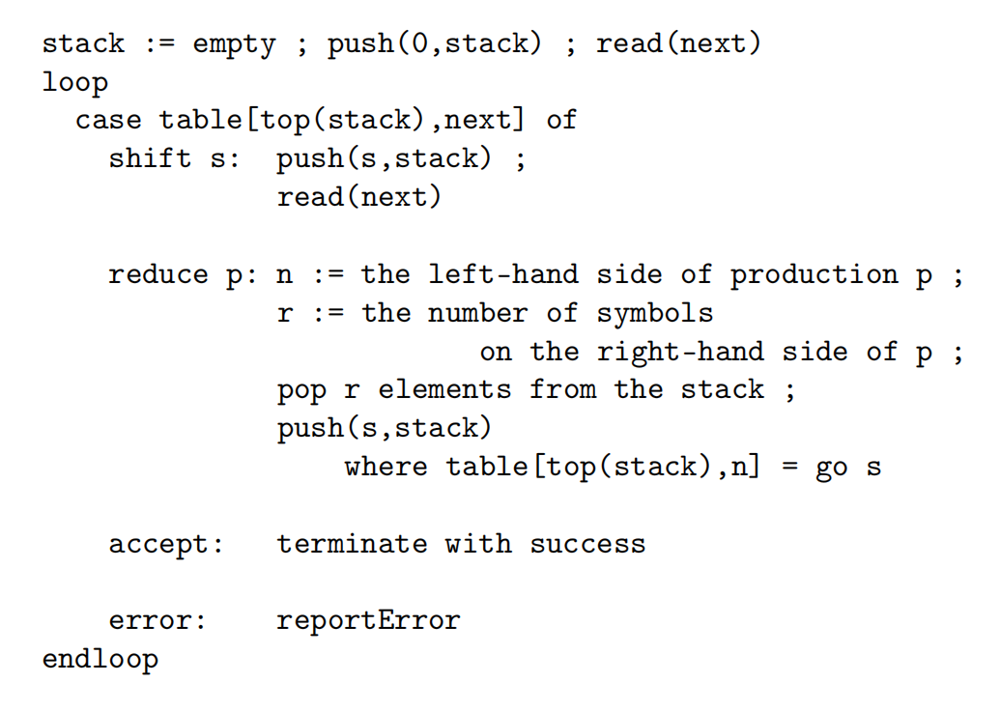 stack := empty ; push(0,stack) ; read(next)
loop
  case table[top(stack),next] of
    shift s:  push(s,stack) ;
              read(next)

    reduce p: n := the left-hand side of production p ;
              r := the number of symbols
                          on the right-hand side of p ;
              pop r elements from the stack ;
              push(s,stack)
                  where table[top(stack),n] = go s

    accept:   terminate with success

    error:    reportError
endloop